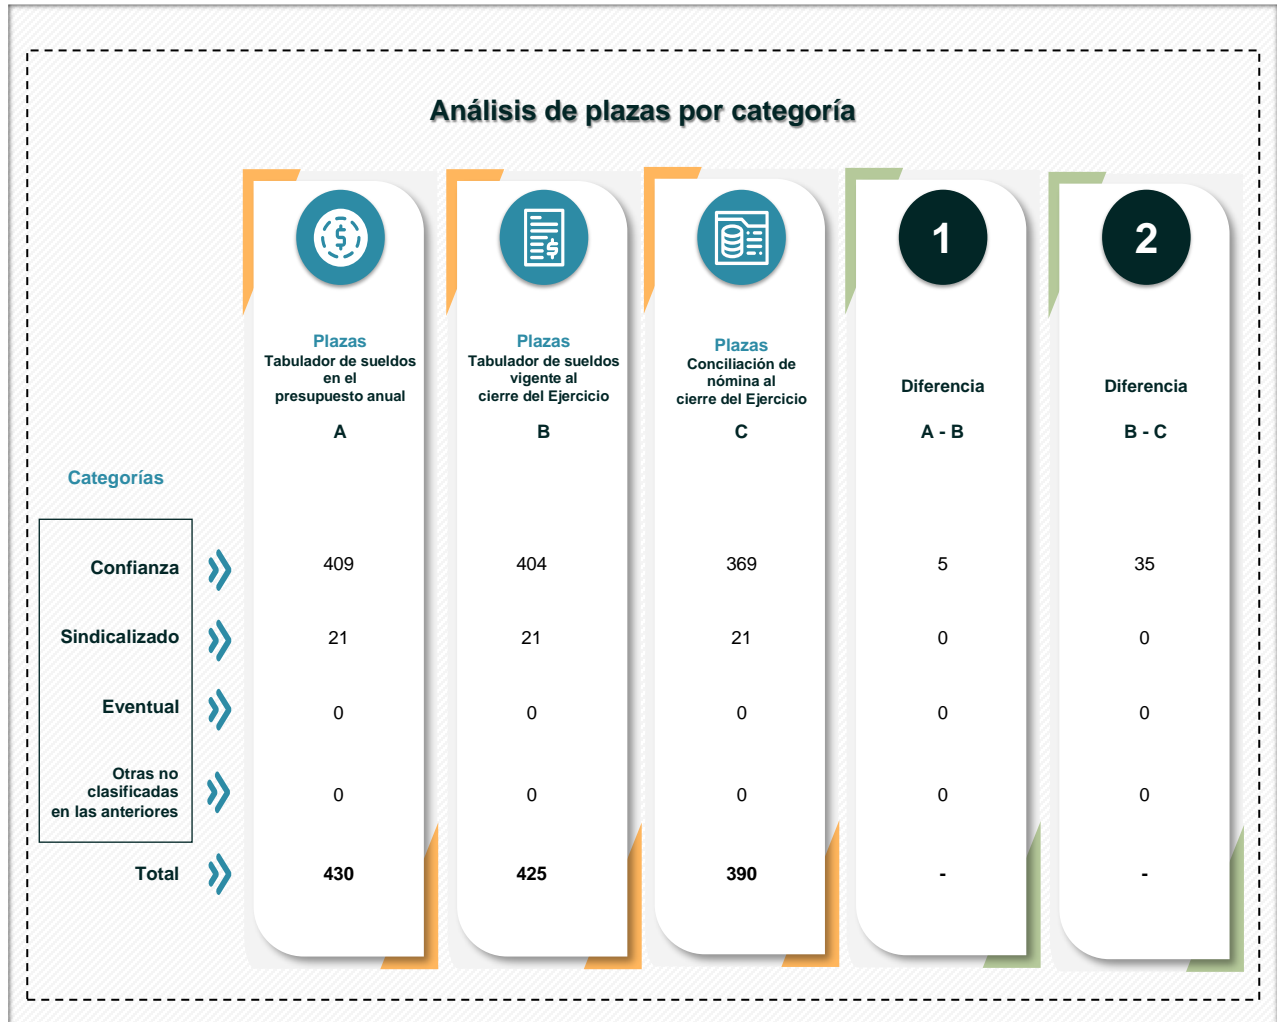 Análisis de plazas por categoría
1
2
Plazas
Tabulador de sueldos
en el
presupuesto anual
A
Plazas
Tabulador de sueldos
vigente al
cierre del Ejercicio
B
Plazas
Conciliación de
nómina al
cierre del Ejercicio
C
Diferencia
A - B
Diferencia
B - C
Categorías
Confianza 409 404 369 5 35
Sindicalizado 21 21 21 0 0
Eventual 0 0 0 0 0
Otras no
clasificadas
en las anteriores 0 0 0 0 0
Total 430 425 390 - -